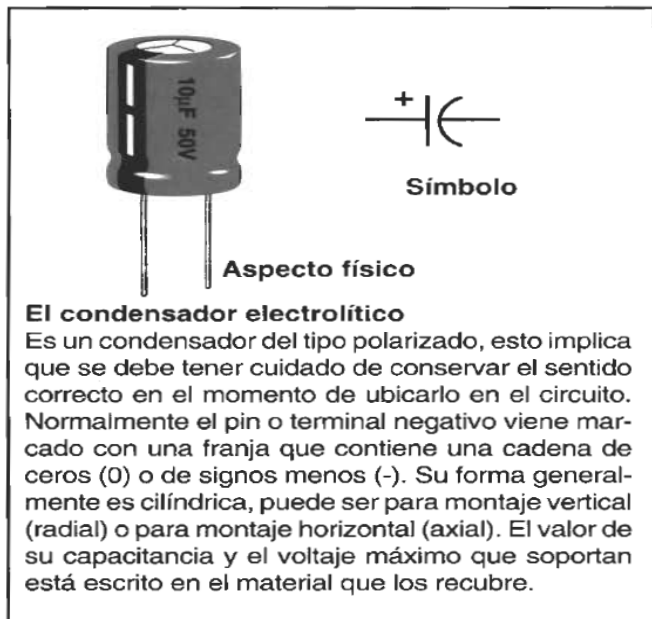 10µF 50V
+
Símbolo
Aspecto físico
El condensador electrolítico
Es un condensador del tipo polarizado, esto implica
que se debe tener cuidado de conservar el sentido
correcto en el momento de ubicarlo en el circuito.
Normalmente el pin o terminal negativo viene mar-
cado con una franja que contiene una cadena de
ceros (0) o de signos menos (-). Su forma general-
mente es cilíndrica, puede ser para montaje vertical
(radial) o para montaje horizontal (axial). El valor de
su capacitancia y el voltaje máximo que soportan
está escrito en el material que los recubre.